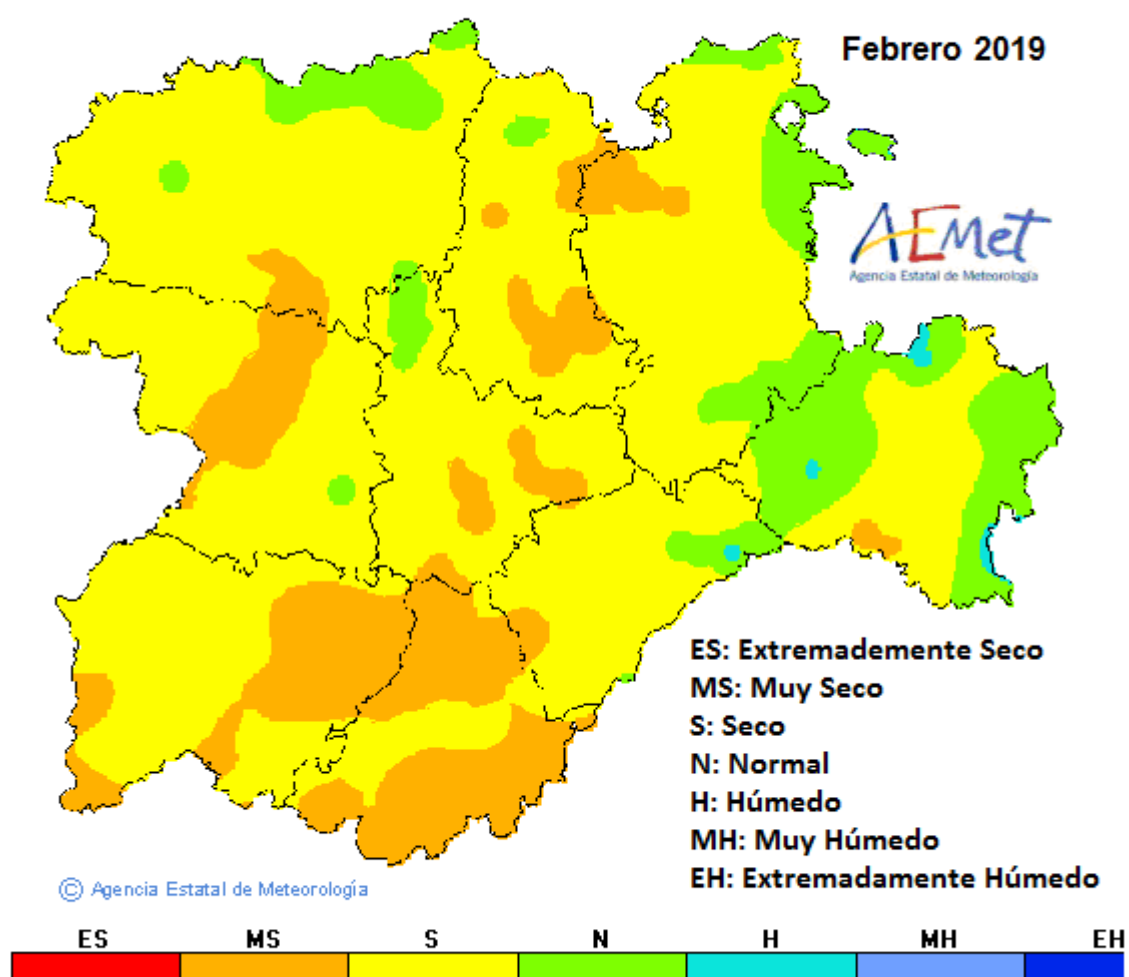 Febrero 2019
AEMet
Agencia Estatal de Meteorología
ES: Extremademente Seco
MS: Muy Seco
S: Seco
N: Normal
H: Húmedo
MH: Muy Húmedo
EH: Extremadamente Húmedo
© Agencia Estatal de Meteorología
ES MS S N H MH EH